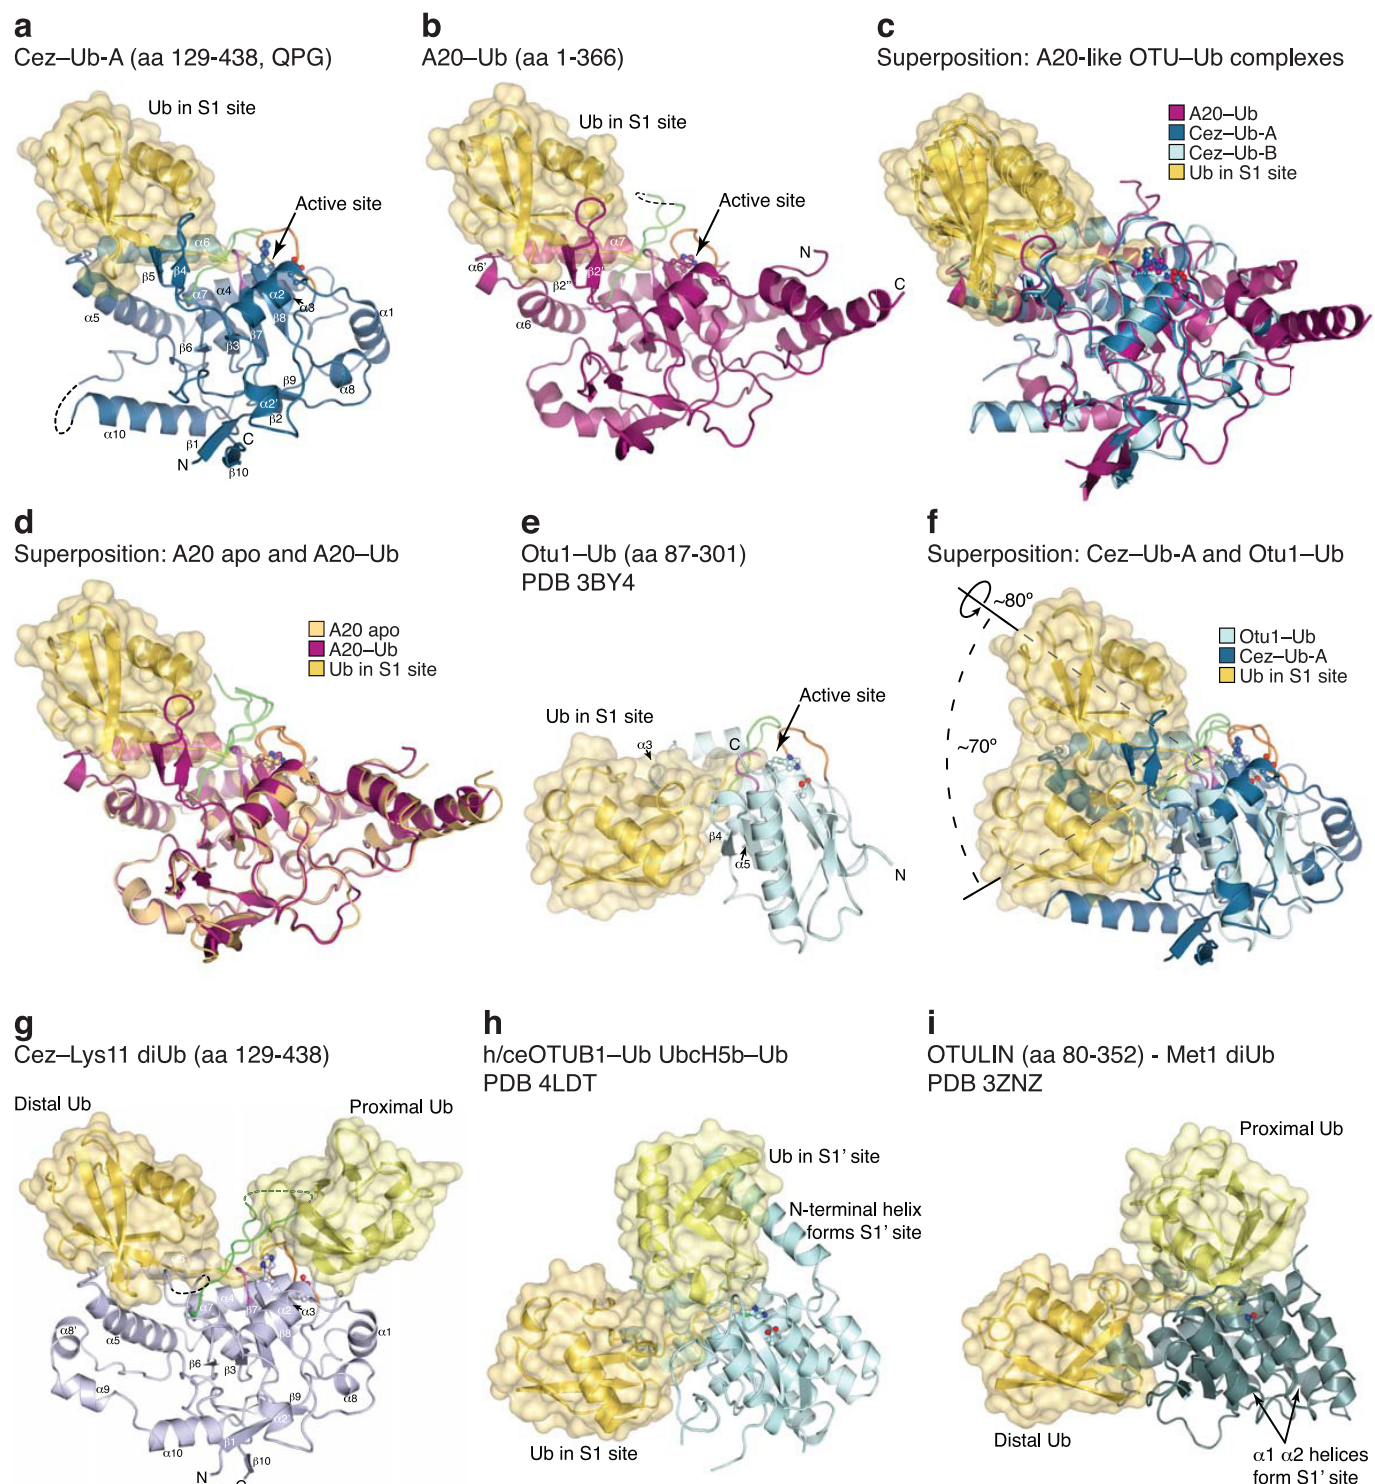 a
Cez–Ub-A (aa 129-438, QPG)
Ub in S1 site
Active site
α6
β5
β4
α7
α4
α2
α3
α5
α1
β8
β7
β6
β3
β9
α8
α2'
β2
α10
β1
C
N
β10
b
A20–Ub (aa 1-366)
Ub in S1 site
Active site
α7
N
α6'
β2'
β2''
C
α6
c
Superposition: A20-like OTU–Ub complexes
A20–Ub
Cez–Ub-A
Cez–Ub-B
Ub in S1 site
d
Superposition: A20 apo and A20–Ub
A20 apo
A20–Ub
Ub in S1 site
e
Otu1–Ub (aa 87-301)
PDB 3BY4
Active site
Ub in S1 site
α3
C
β4
α5
N
f
Superposition: Cez–Ub-A and Otu1–Ub
~80º
Otu1–Ub
Cez–Ub-A
Ub in S1 site
~70º
g
Cez–Lys11 diUb (aa 129-438)
Distal Ub
Proximal Ub
α7
α4
β7
α2
α3
α8'
α5
β8
α1
β6
β3
α9
β9
α8
α2'
α10
β1
β10
N
C
h
h/ceOTUB1–Ub UbcH5b–Ub
PDB 4LDT
Ub in S1' site
N-terminal helix
forms S1' site
Ub in S1 site
i
OTULIN (aa 80-352) - Met1 diUb
PDB 3ZNZ
Proximal Ub
Distal Ub
α1 α2 helices
form S1' site